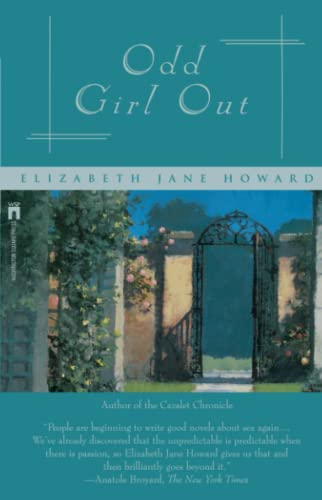 Odd
Girl Out
ELIZABETH JANE HOWARD
Author of the Cazalet Chronicle
"People are beginning to write good novels about sex again....
We've already discovered that the unpredictable is predictable
when there is passion, so Elizabeth Jane Howard gives us that and
then brilliantly goes beyond it."
—Anatole Broyard, The New York Times